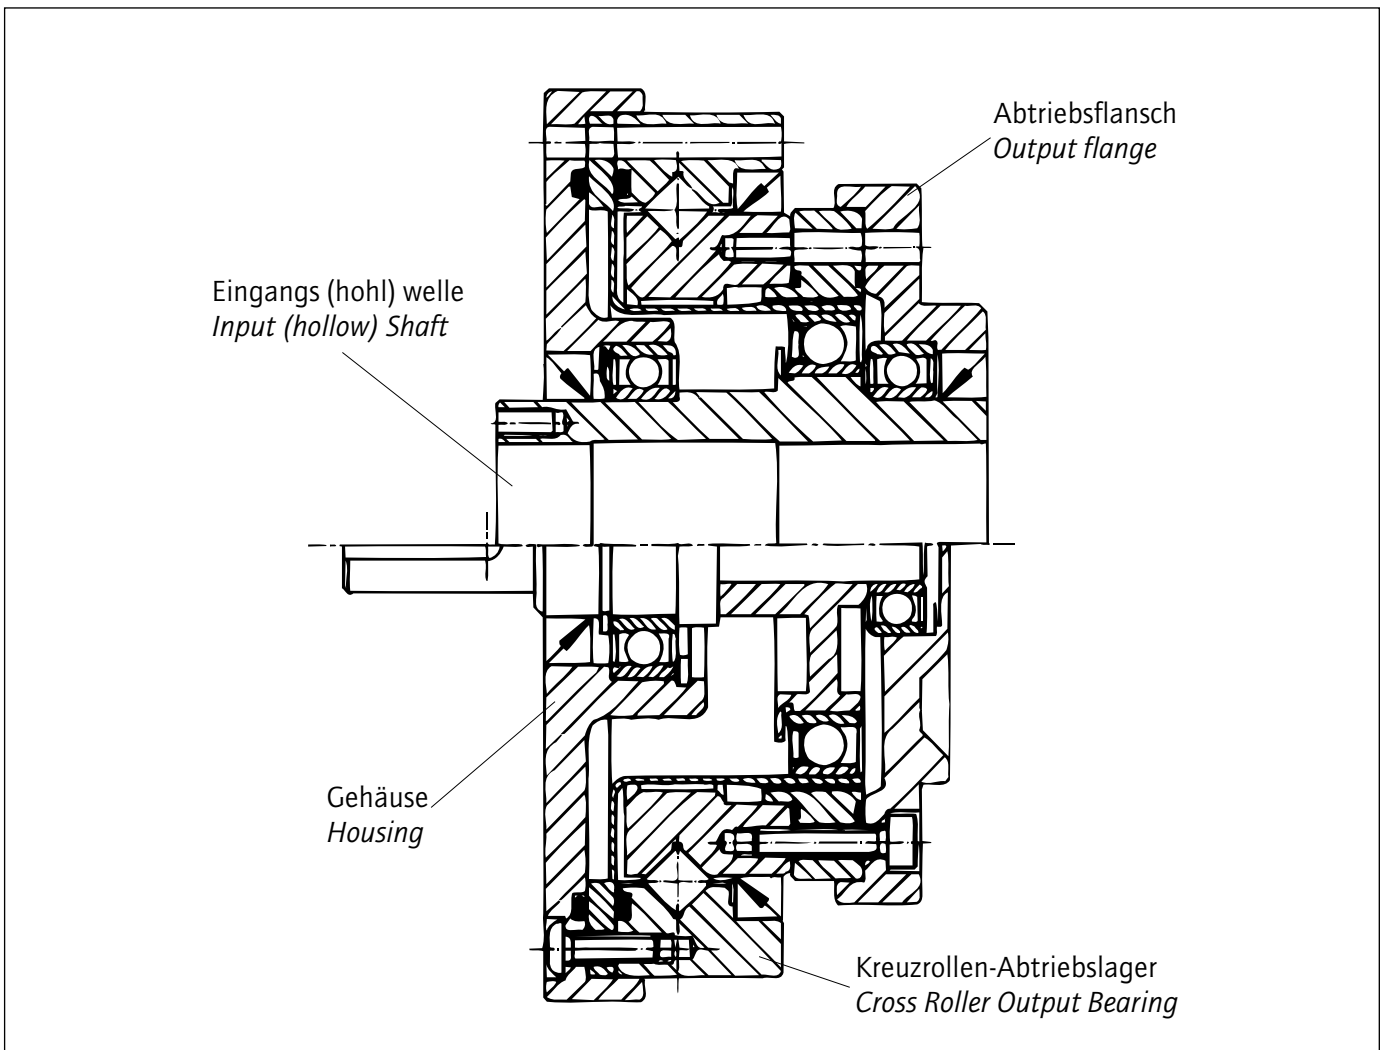 Abtriebsflansch
Output flange
Eingangs (hohl) welle
Input (hollow) Shaft
Gehäuse
Housing
Kreuzrollen-Abtriebslager
Cross Roller Output Bearing